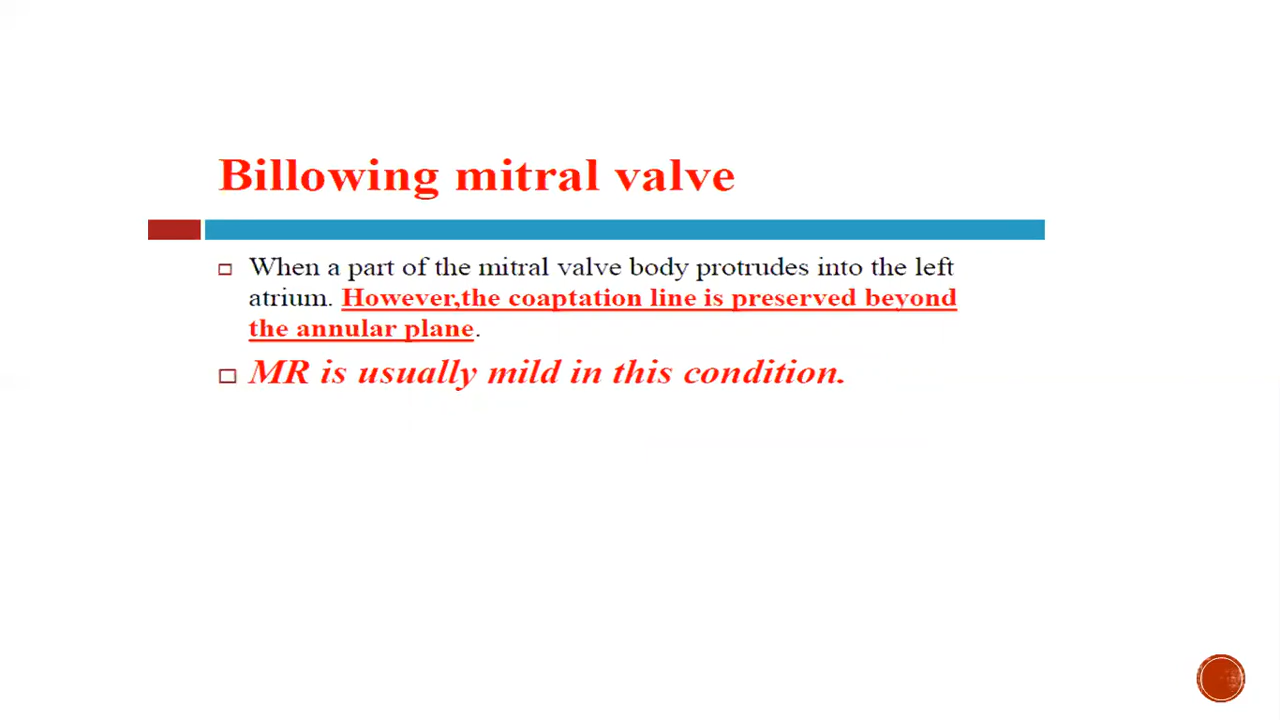 Billowing mitral valve
When a part of the mitral valve body protrudes into the left
atrium. However,the coaptation line is preserved beyond
the annular plane.
MR is usually mild in this condition.